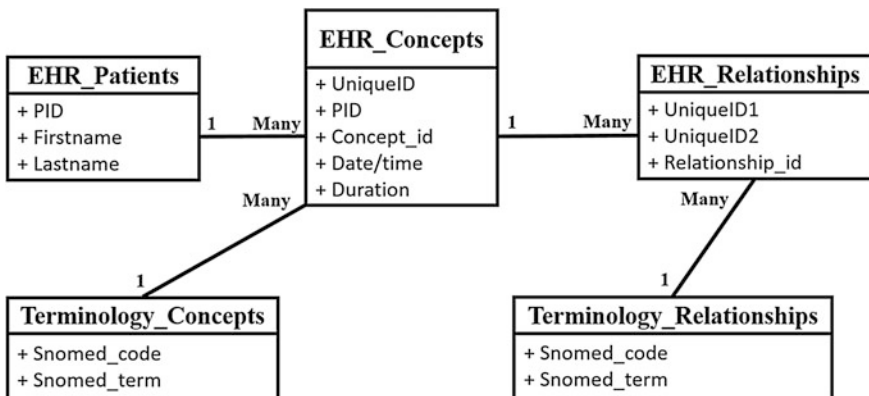 EHR_Patients
+ PID
+ Firstname
+ Lastname
1
Many
EHR_Concepts
+ UniqueID
+ PID
+ Concept_id
+ Date/time
+ Duration
1
Many
EHR_Relationships
+ UniqueID1
+ UniqueID2
+ Relationship_id
Many
1
Many
1
Terminology_Concepts
+ Snomed_code
+ Snomed_term
Terminology_Relationships
+ Snomed_code
+ Snomed_term